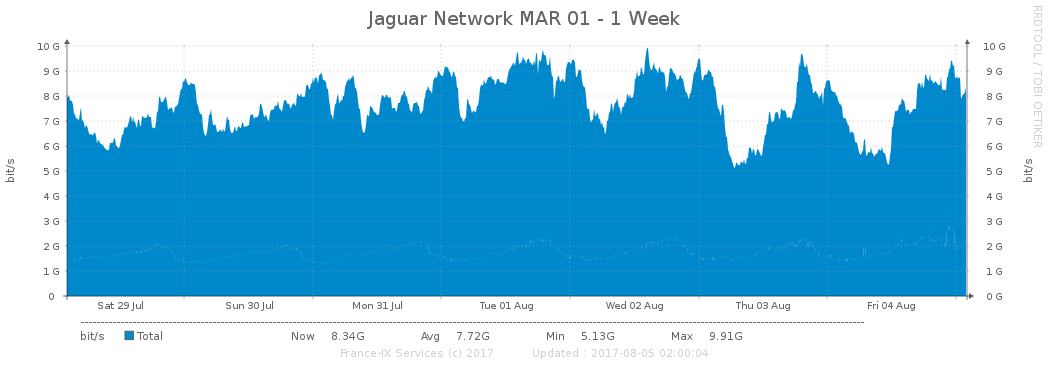 Jaguar Network MAR 01 - 1 Week
RRDTOOL / TOBI OETIKER
bit/s
10 G 10 G
9 G 9 G
8 G 8 G
7 G 7 G
6 G 6 G
5 G 5 G
4 G 4 G
3 G 3 G
2 G 2 G
1 G 1 G
0 0 G
bit/s
Sat 29 Jul Sun 30 Jul Mon 31 Jul Tue 01 Aug Wed 02 Aug Thu 03 Aug Fri 04 Aug
bit/s Total Now 8.34G Avg 7.72G Min 5.13G Max 9.91G
France-IX Services (c) 2017 Updated : 2017-08-05 02:00:04